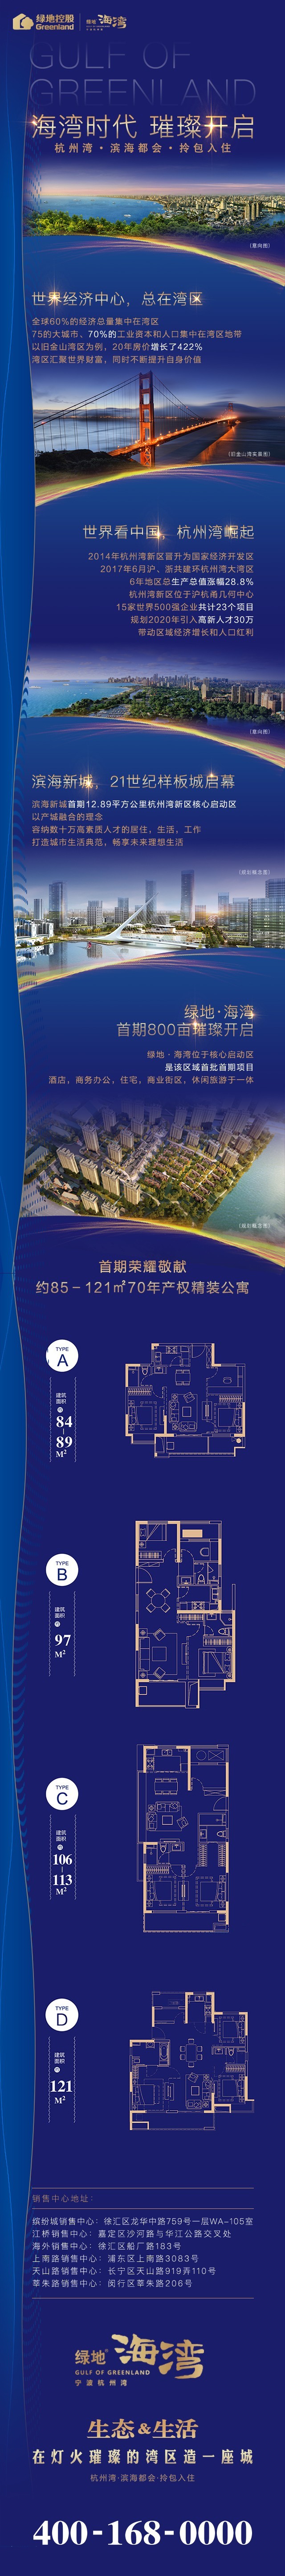 绿地控股
Greenland
绿地 海湾
GULF OF
GREENLAND
海湾时代 璀璨开启
杭州湾·滨海都会·拎包入住
(意向图)
世界经济中心，总在湾区
全球60%的经济总量集中在湾区
75的大城市、70%的工业资本和人口集中在湾区地带
以旧金山湾区为例，20年房价增长了422%
湾区汇聚世界财富，同时不断提升自身价值
(旧金山湾实景图)
世界看中国，杭州湾崛起
2014年杭州湾新区晋升为国家经济开发区
2017年6月沪、浙共建环杭州湾大湾区
6年地区总生产总值涨幅28.8%
杭州湾新区位于沪杭甬几何中心
15家世界500强企业共计23个项目
规划2020年引入高新人才30万
带动区域经济增长和人口红利
(意向图)
滨海新城，21世纪样板城启幕
滨海新城首期12.89平方公里杭州湾新区核心启动区
以产城融合的理念
容纳数十万高素质人才的居住，生活，工作
打造城市生活典范，畅享未来理想生活
绿地·海湾
首期800亩璀璨开启
绿地·海湾位于核心启动区
是该区域首批首期项目
酒店，商务办公，住宅，商业街区，休闲旅游于一体
首期荣耀敬献
约85-121㎡70年产权精装公寓
TYPE
A
建筑
面积
约
84
-
89
M²
TYPE
B
建筑
面积
约
97
M²
TYPE
C
建筑
面积
约
106
-
113
M²
TYPE
D
建筑
面积
约
121
M²
销售中心地址：
缤纷城销售中心：徐汇区龙华中路759号一层WA-105室
江桥销售中心：嘉定区沙河路与华江公路交叉处
海外销售中心：徐汇区船厂路183号
上南路销售中心：浦东区上南路3083号
天山路销售中心：长宁区天山路919弄110号
莘朱路销售中心：闵行区莘朱路206号
绿地 海湾
GULF OF GREENLAND
宁波杭州湾
生态&生活
在灯火璀璨的湾区造一座城
杭州湾·滨海都会·拎包入住
400-168-0000